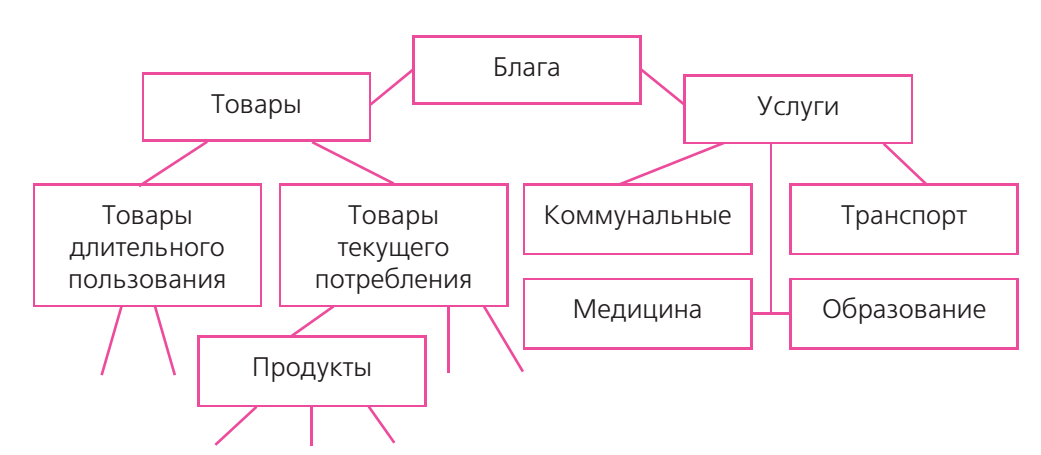 Блага
Товары
Услуги
Товары
длительного
пользования
Товары
текущего
потребления
Коммунальные
Транспорт
Медицина
Образование
Продукты